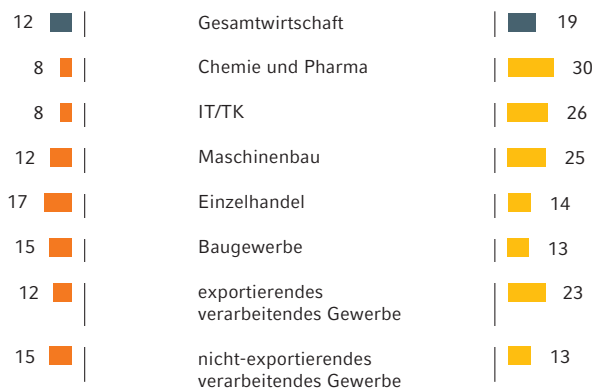 12 Gesamtwirtschaft 19
8 Chemie und Pharma 30
8 IT/TK 26
12 Maschinenbau 25
17 Einzelhandel 14
15 Baugewerbe 13
12 exportierendes 23
verarbeitendes Gewerbe
15 nicht-exportierendes 13
verarbeitendes Gewerbe